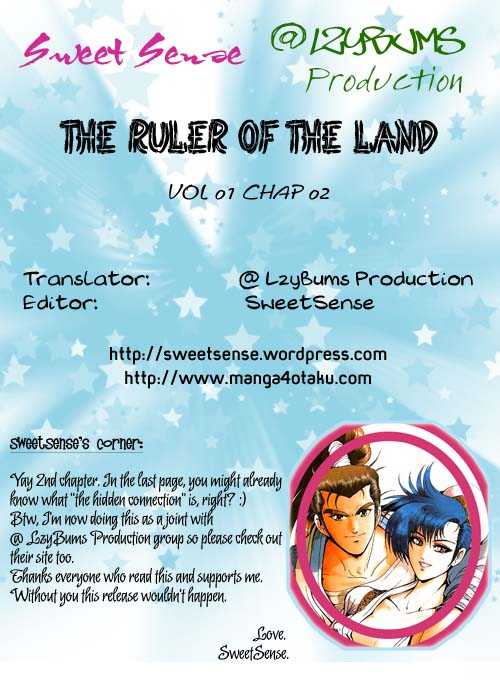 Sweet Sense
@ LZYBUMS
Production
THE RULER OF THE LAND
VOL 01 CHAP 02
Translator: @ LzyBums Production
Editor: SweetSense
http://sweetsense.wordpress.com
http://www.manga4otaku.com
sweetsense's corner:
Yay 2nd chapter. In the last page, you might already
know what "the hidden connection" is, right? :)
Btw, I'm now doing this as a joint with
@ LzyBums Production group so please check out
their site too.
Thanks everyone who read this and supports me.
Without you this release wouldn't happen.
Love.
SweetSense.